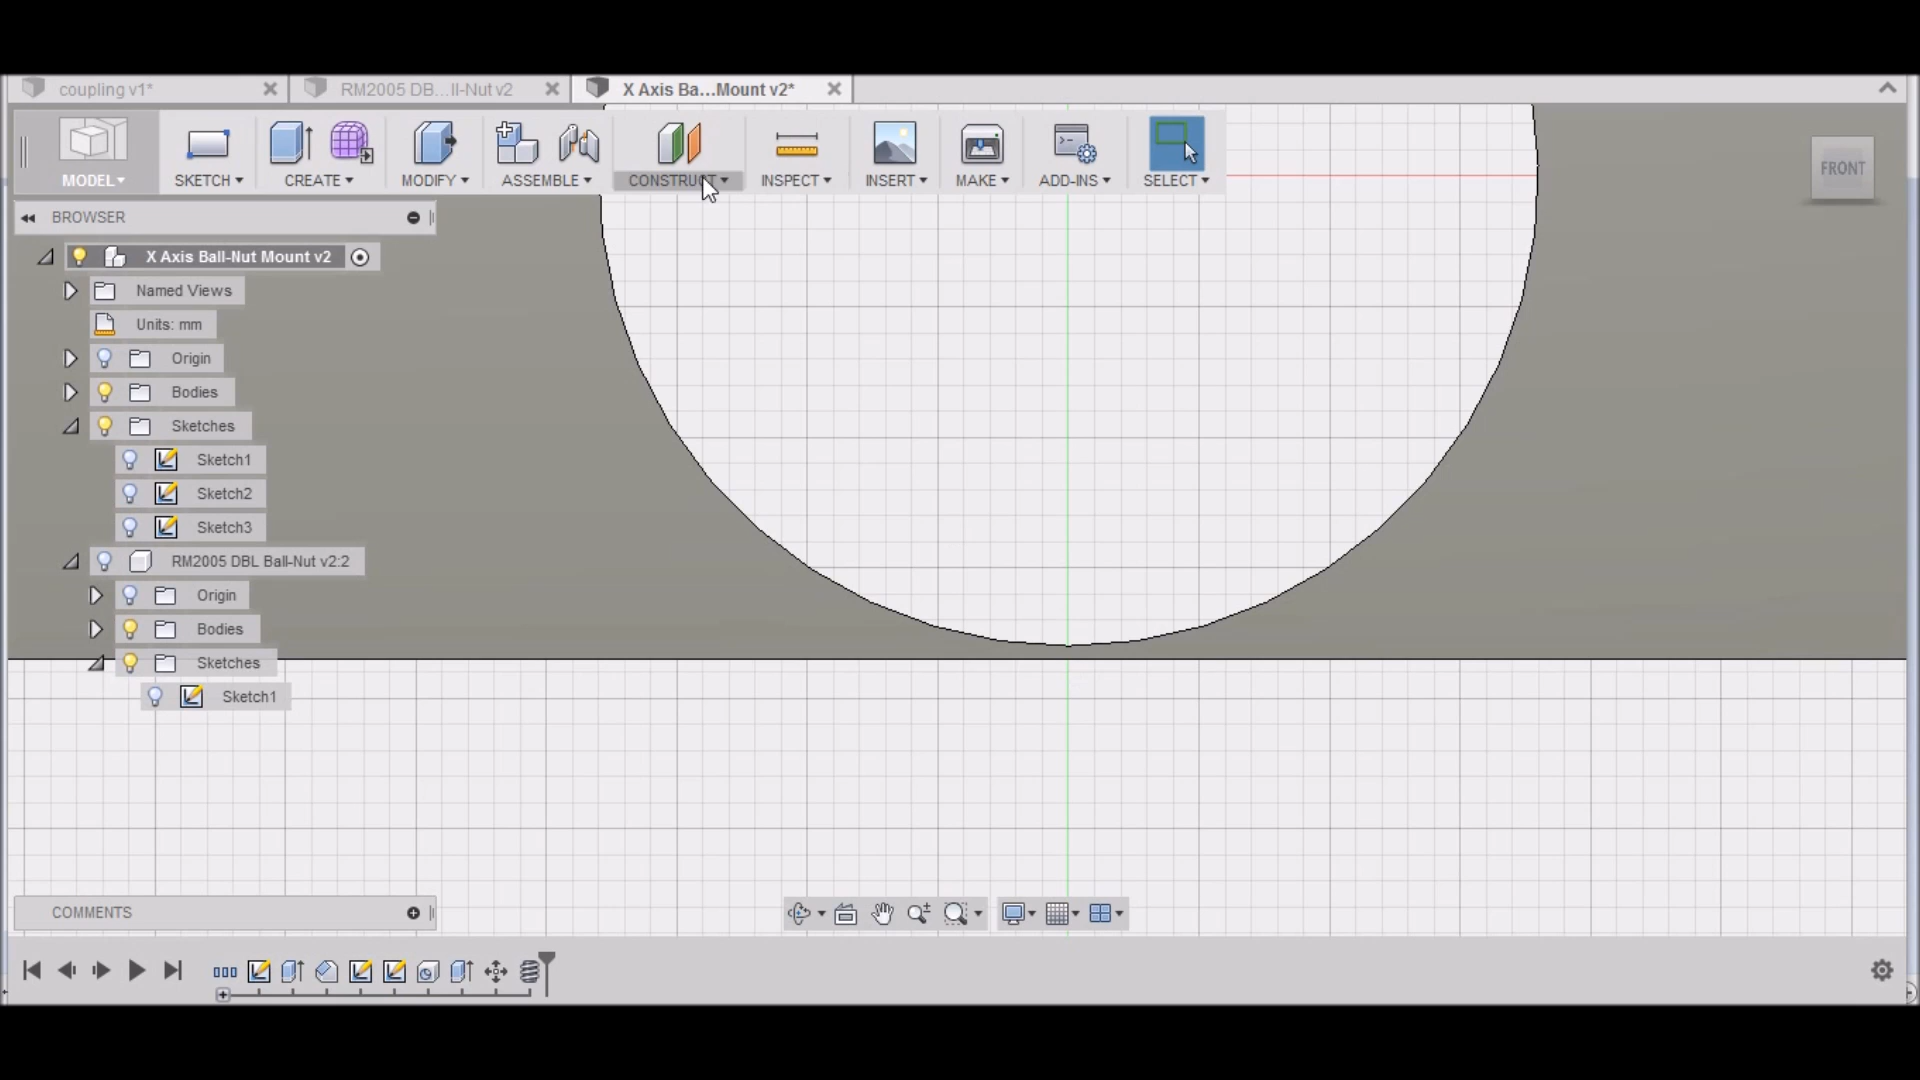 coupling v1*
RM2005 DB...ll-Nut v2
X Axis Ba...Mount v2*
MODEL
SKETCH
CREATE
MODIFY
ASSEMBLE
CONSTRUCT
INSPECT
INSERT
MAKE
ADD-INS
SELECT
FRONT
BROWSER
X Axis Ball-Nut Mount v2
Named Views
Units: mm
Origin
Bodies
Sketches
Sketch1
Sketch2
Sketch3
RM2005 DBL Ball-Nut v2:2
Origin
Bodies
Sketches
Sketch1
COMMENTS